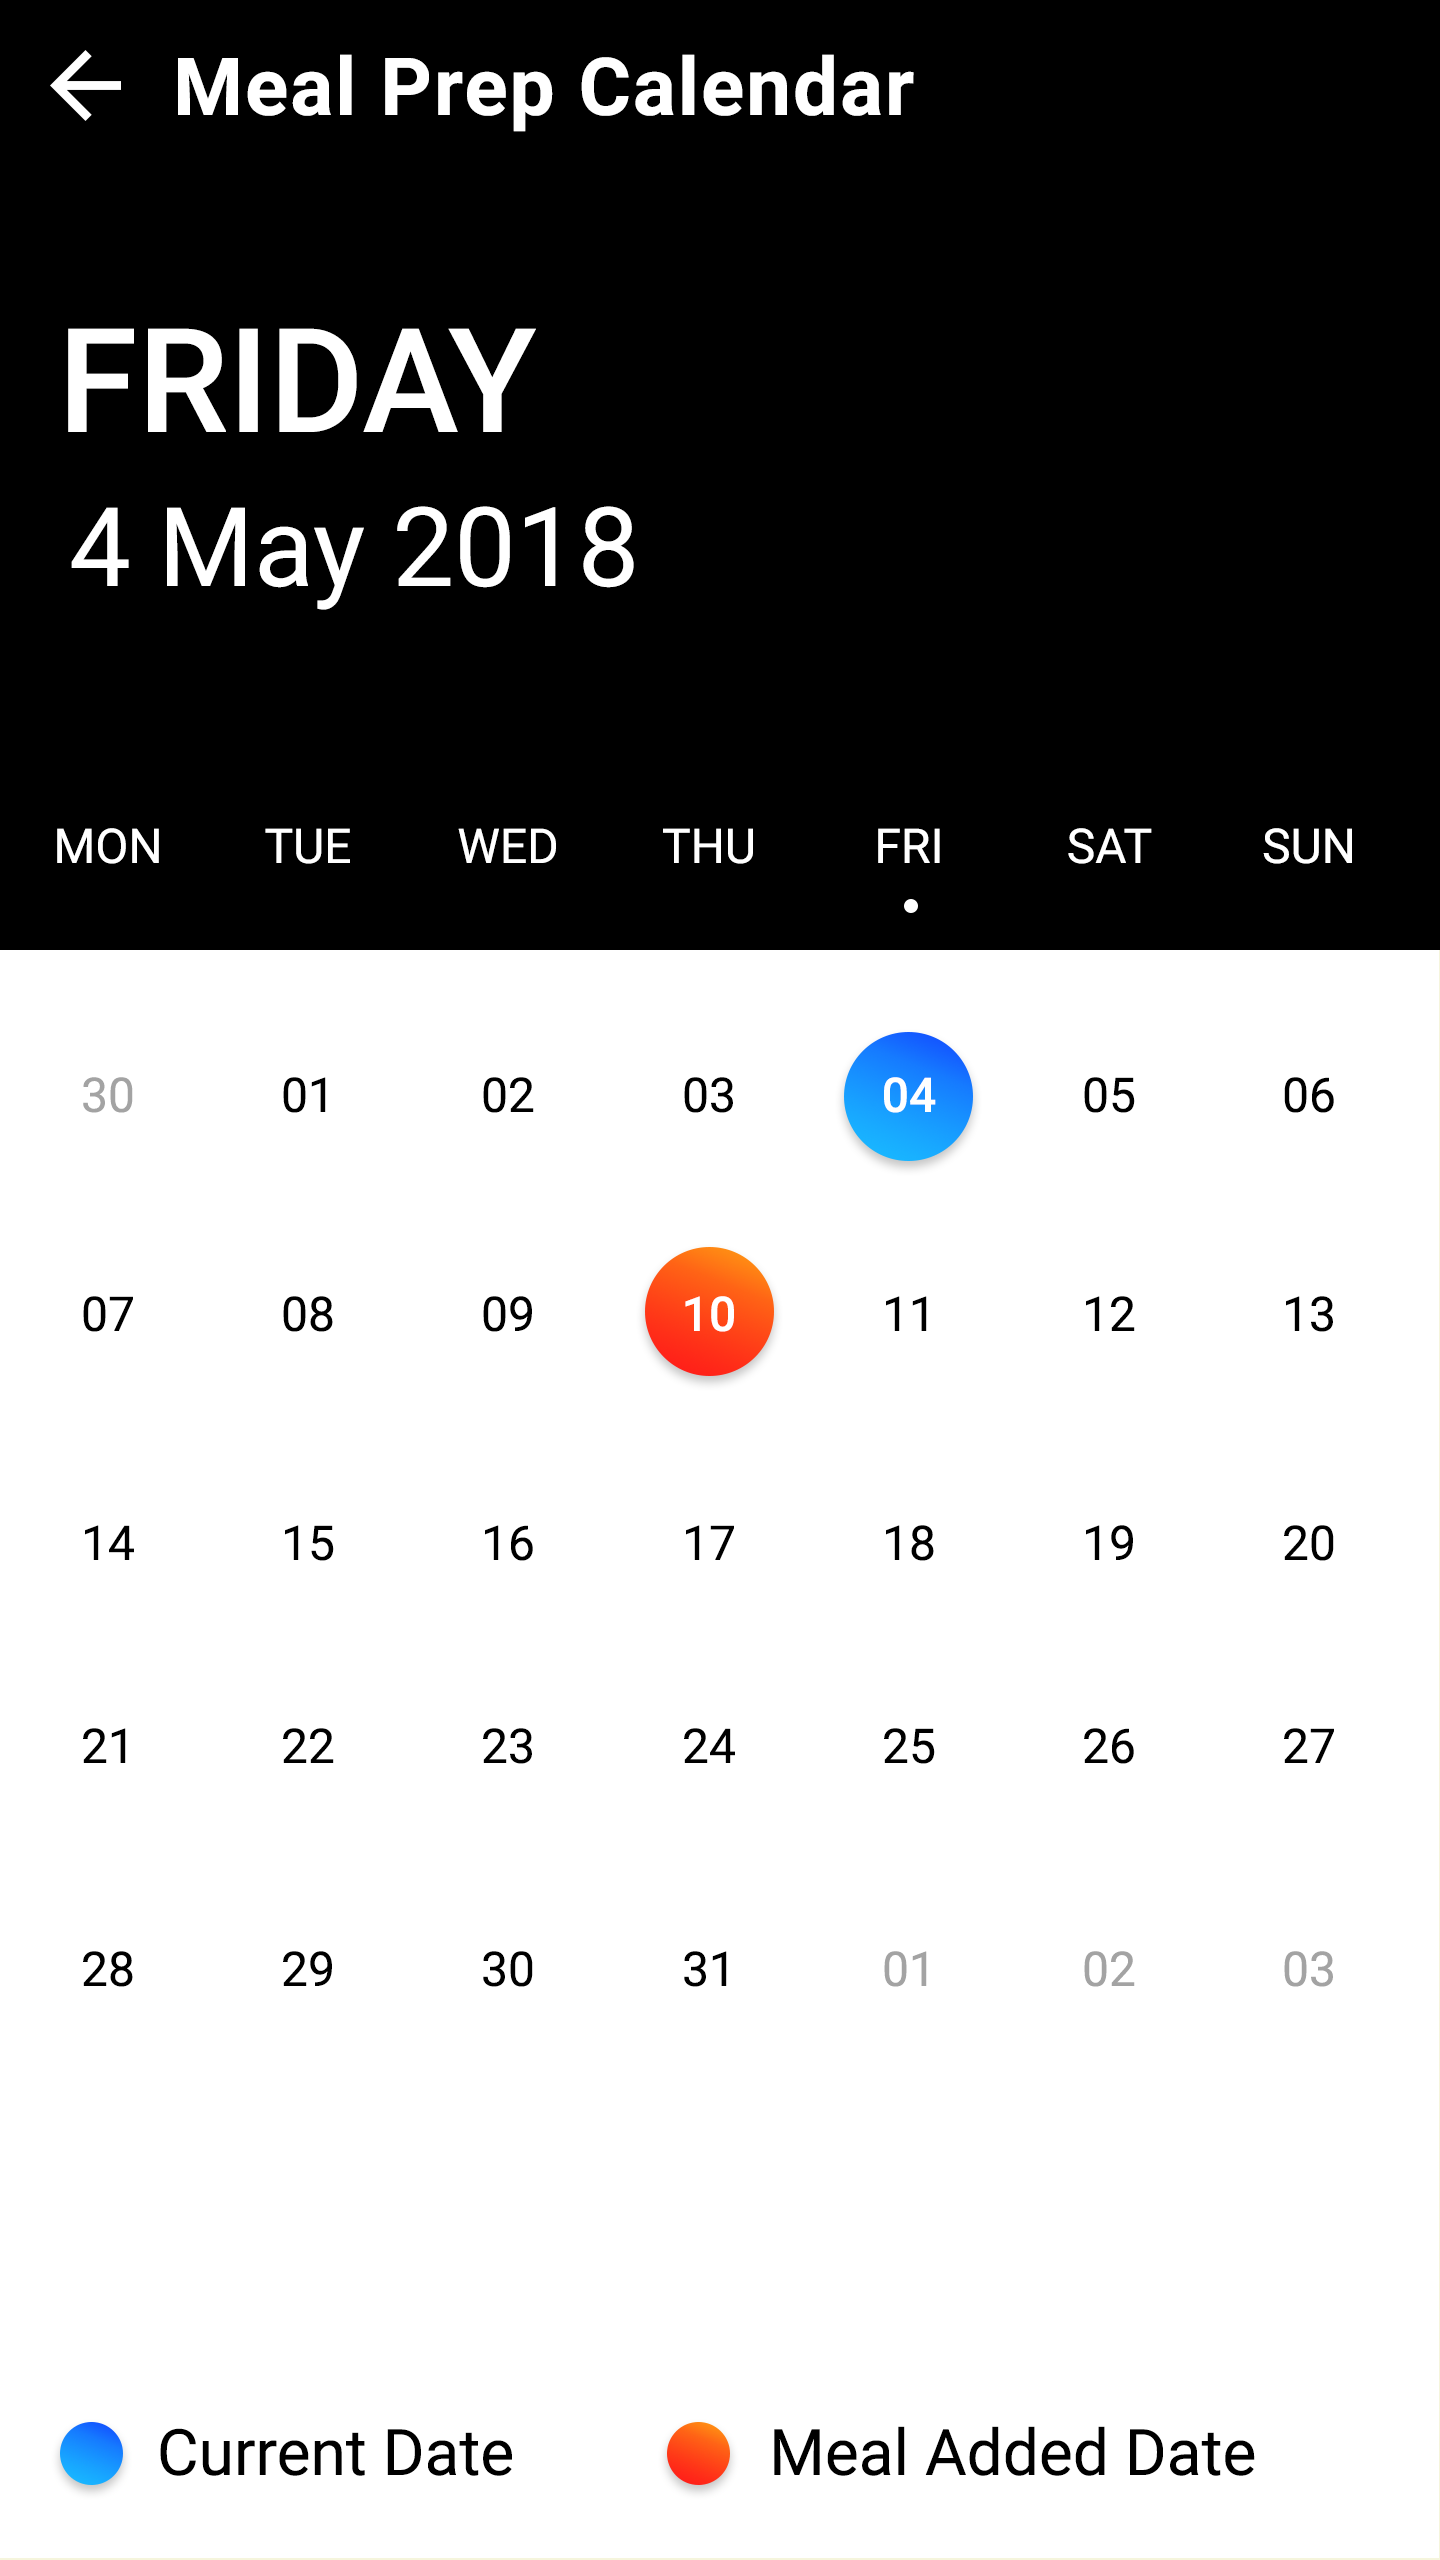 Meal Prep Calendar
FRIDAY
4 May 2018
MON TUE WED THU FRI SAT SUN
30 01 02 03 04 05 06
07 08 09 10 11 12 13
14 15 16 17 18 19 20
21 22 23 24 25 26 27
28 29 30 31 01 02 03
Current Date Meal Added Date